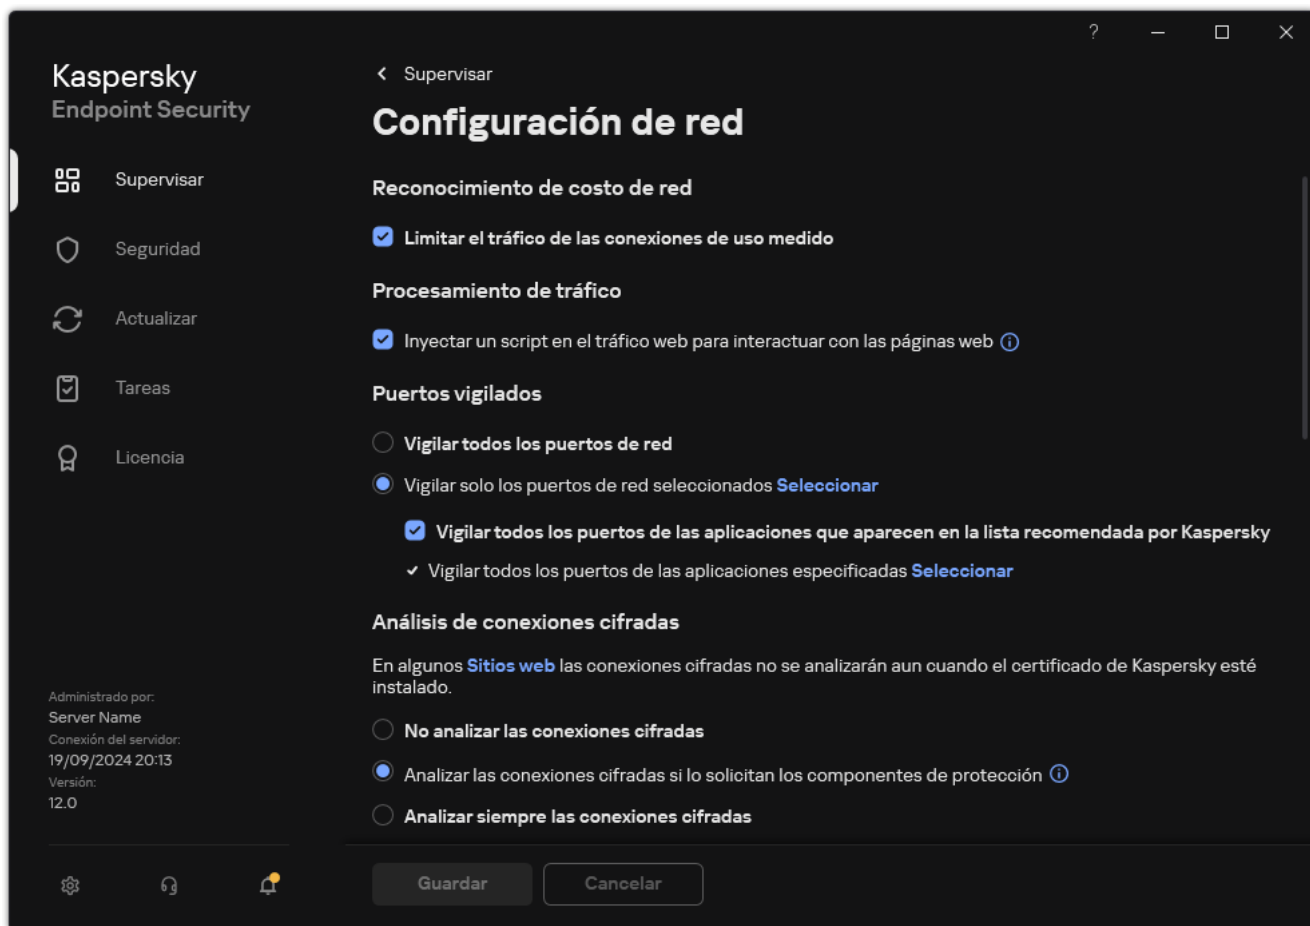 ?
Kaspersky
Endpoint Security
Supervisar
Seguridad
Actualizar
Tareas
Licencia
Administrado por:
Server Name
Conexión del servidor:
19/09/2024 20:13
Versión:
12.0
Supervisar
Configuración de red
Reconocimiento de costo de red
Limitar el tráfico de las conexiones de uso medido
Procesamiento de tráfico
Inyectar un script en el tráfico web para interactuar con las páginas web
Puertos vigilados
Vigilar todos los puertos de red
Vigilar solo los puertos de red seleccionados Seleccionar
Vigilar todos los puertos de las aplicaciones que aparecen en la lista recomendada por Kaspersky
Vigilar todos los puertos de las aplicaciones especificadas Seleccionar
Análisis de conexiones cifradas
En algunos Sitios web las conexiones cifradas no se analizarán aun cuando el certificado de Kaspersky esté
instalado.
No analizar las conexiones cifradas
Analizar las conexiones cifradas si lo solicitan los componentes de protección
Analizar siempre las conexiones cifradas
Guardar
Cancelar